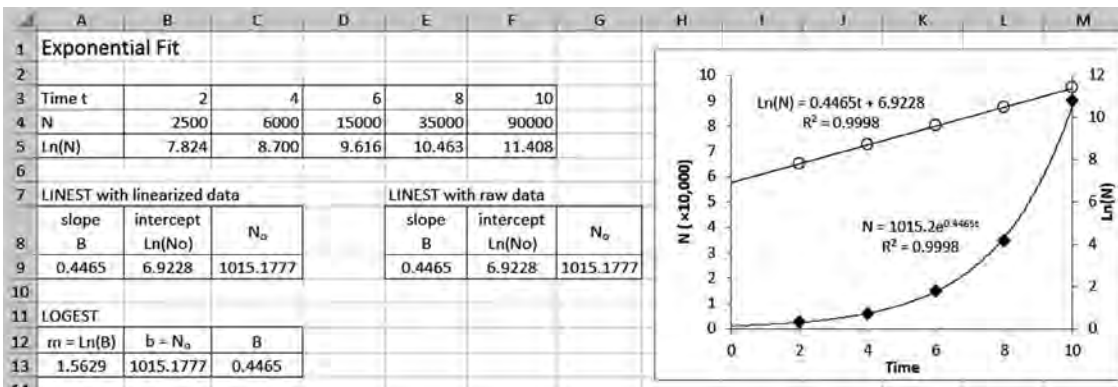 A B C D E F G H I J K L M
1 Exponential Fit
2
3 Time t 2 4 6 8 10
4 N 2500 6000 15000 35000 90000
5 Ln(N) 7.824 8.700 9.616 10.463 11.408
6
7 LINEST with linearized data LINEST with raw data
slope intercept Nₒ slope intercept Nₒ
8 B Ln(No) B Ln(No)
9 0.4465 6.9228 1015.1777 0.4465 6.9228 1015.1777
10
11 LOGEST
12 m = Ln(B) b = Nₒ B
13 1.5629 1015.1777 0.4465
10 9 8 7 6 5 4 3 2 1 0
N (×10,000)
Ln(N) = 0.4465t + 6.9228
R² = 0.9998
N = 1015.2e^0.4465t
R² = 0.9998
12 10 8 6 4 2 0
Ln(N)
0 2 4 6 8 10
Time